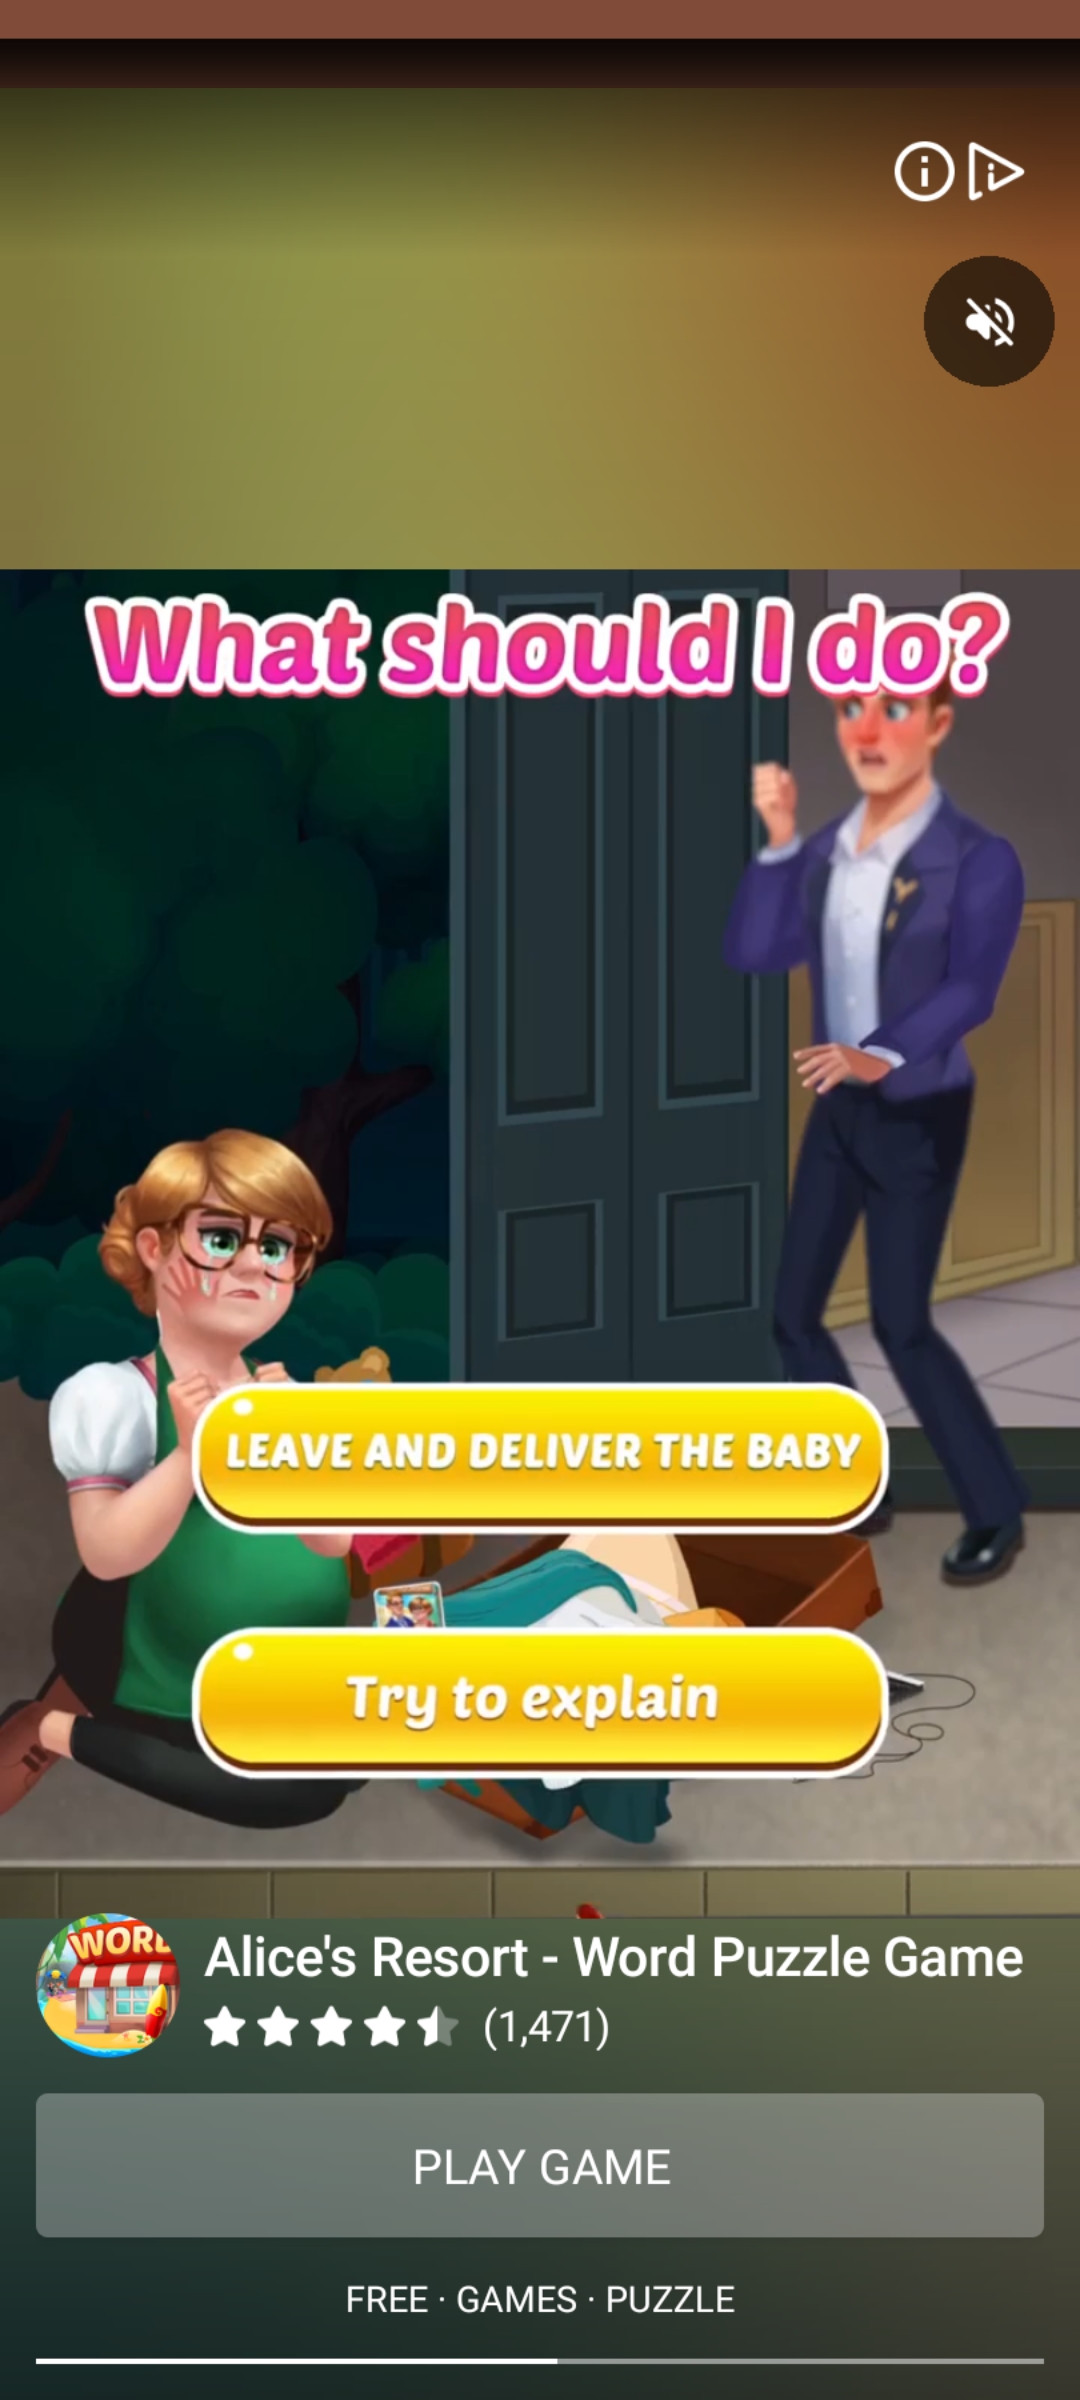 What should I do?
LEAVE AND DELIVER THE BABY
Try to explain
WORL
Alice's Resort - Word Puzzle Game
(1,471)
PLAY GAME
FREE · GAMES · PUZZLE